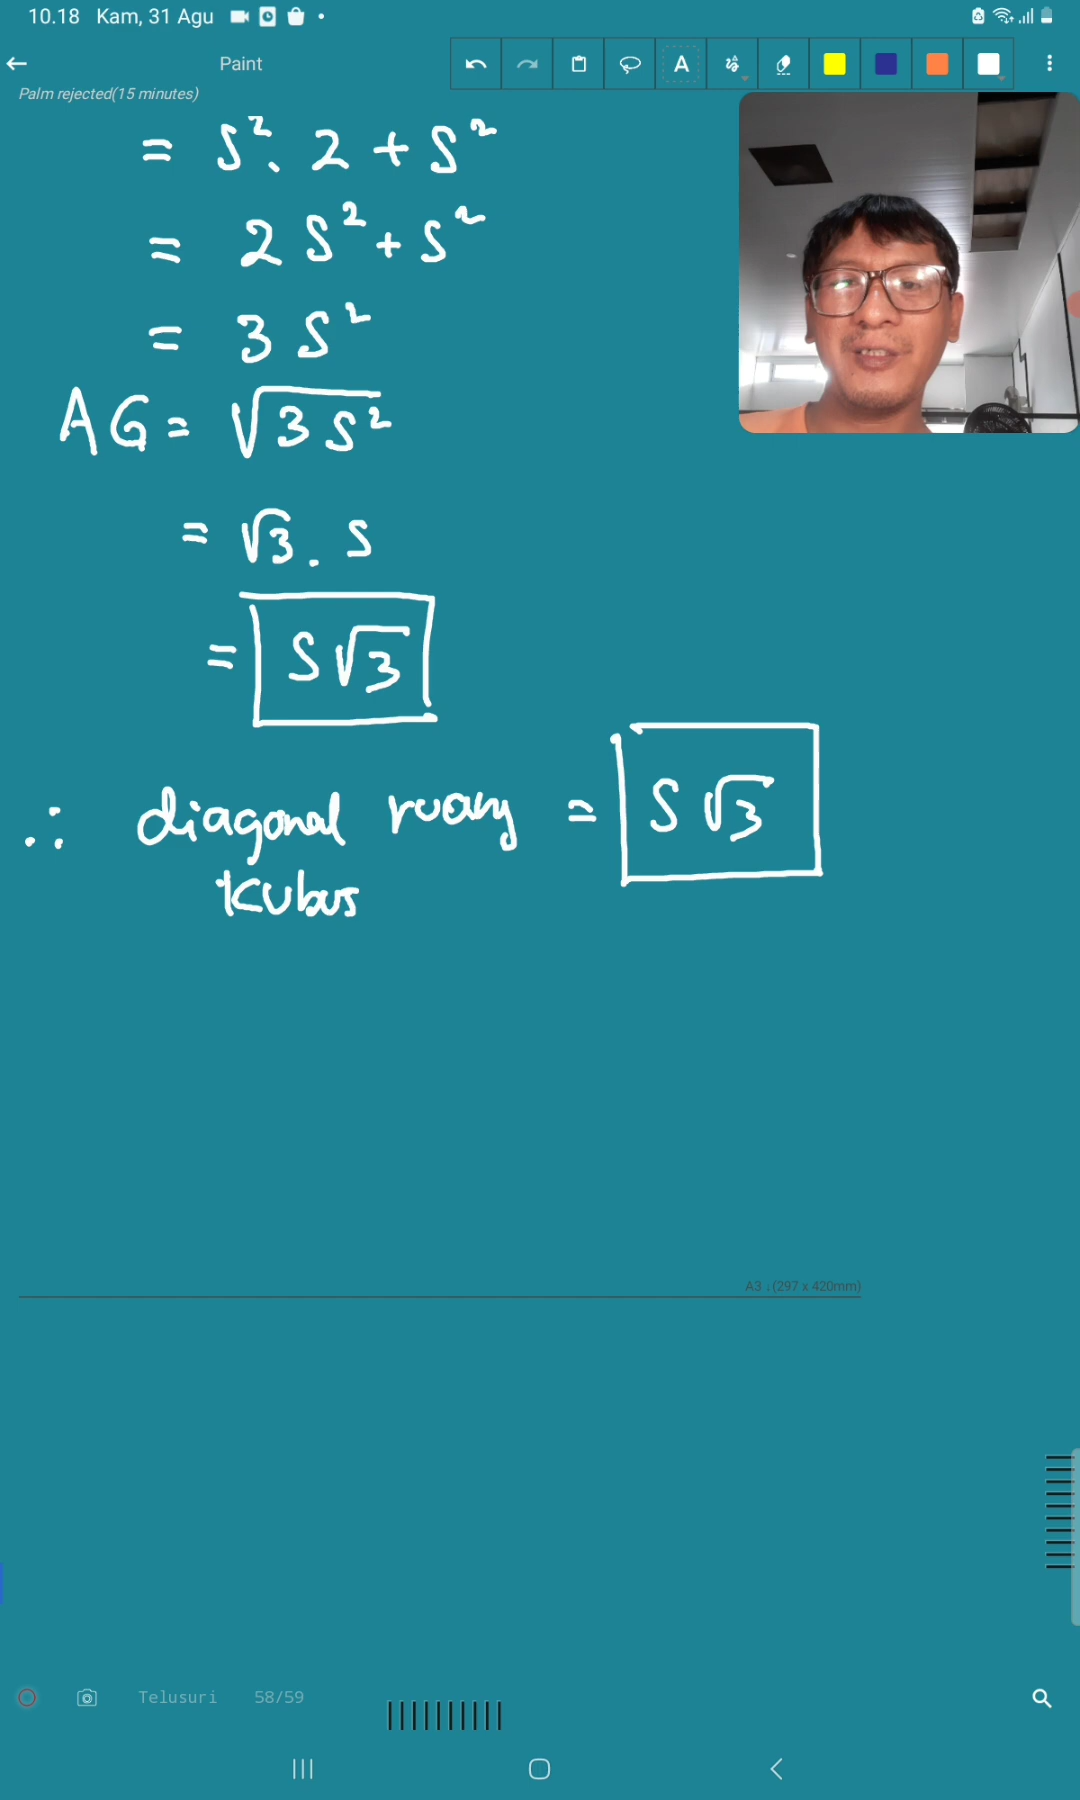 10.18 Kam, 31 Agu
Paint
A
Palm rejected(15 minutes)
= S². 2 + S²
= 2 S² + S²
= 3 S²
AG = √3 S²
= √3 . S
= S√3
∴ diagonal ruang = S√3
kubus
A3 : (297 x 420mm)
Telusuri 58/59